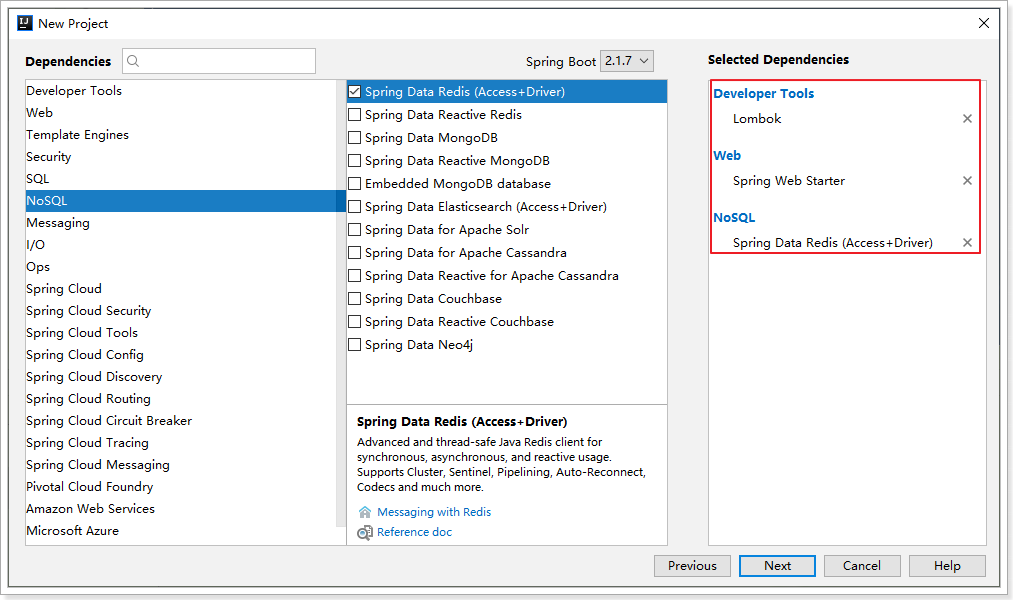 New Project
Dependencies
Spring Boot 2.1.7
Selected Dependencies
Developer Tools
Web
Template Engines
Security
SQL
NoSQL
Messaging
I/O
Ops
Spring Cloud
Spring Cloud Security
Spring Cloud Tools
Spring Cloud Config
Spring Cloud Discovery
Spring Cloud Routing
Spring Cloud Circuit Breaker
Spring Cloud Tracing
Spring Cloud Messaging
Pivotal Cloud Foundry
Amazon Web Services
Microsoft Azure
Spring Data Redis (Access+Driver)
Spring Data Reactive Redis
Spring Data MongoDB
Spring Data Reactive MongoDB
Embedded MongoDB database
Spring Data Elasticsearch (Access+Driver)
Spring Data for Apache Solr
Spring Data for Apache Cassandra
Spring Data Reactive for Apache Cassandra
Spring Data Couchbase
Spring Data Reactive Couchbase
Spring Data Neo4j
Spring Data Redis (Access+Driver)
Advanced and thread-safe Java Redis client for
synchronous, asynchronous, and reactive usage.
Supports Cluster, Sentinel, Pipelining, Auto-Reconnect,
Codecs and much more.
Messaging with Redis
Reference doc
Developer Tools
Lombok
Web
Spring Web Starter
NoSQL
Spring Data Redis (Access+Driver)
Previous
Next
Cancel
Help